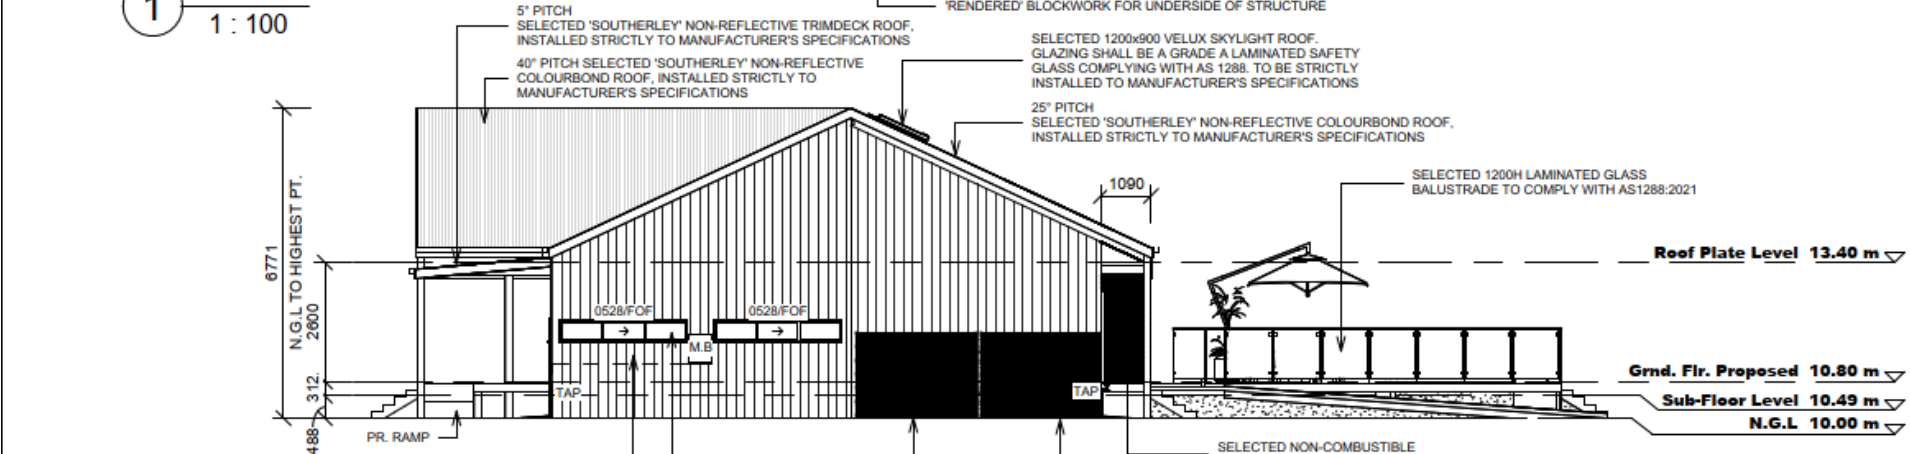 1
1 : 100
'RENDERED' BLOCKWORK FOR UNDERSIDE OF STRUCTURE
5° PITCH
SELECTED 'SOUTHERLEY' NON-REFLECTIVE TRIMDECK ROOF,
INSTALLED STRICTLY TO MANUFACTURER'S SPECIFICATIONS
40° PITCH SELECTED 'SOUTHERLEY' NON-REFLECTIVE
COLOURBOND ROOF, INSTALLED STRICTLY TO
MANUFACTURER'S SPECIFICATIONS
SELECTED 1200x900 VELUX SKYLIGHT ROOF.
GLAZING SHALL BE A GRADE A LAMINATED SAFETY
GLASS COMPLYING WITH AS 1288. TO BE STRICTLY
INSTALLED TO MANUFACTURER'S SPECIFICATIONS
25° PITCH
SELECTED 'SOUTHERLEY' NON-REFLECTIVE COLOURBOND ROOF,
INSTALLED STRICTLY TO MANUFACTURER'S SPECIFICATIONS
SELECTED 1200H LAMINATED GLASS
BALUSTRADE TO COMPLY WITH AS1288:2021
1090
6771
N.G.L TO HIGHEST PT.
2600
312
488
0528/FOF
0528/FOF
M.B
TAP
TAP
PR. RAMP
Roof Plate Level 13.40 m
Grnd. Flr. Proposed 10.80 m
Sub-Floor Level 10.49 m
N.G.L 10.00 m
SELECTED NON-COMBUSTIBLE